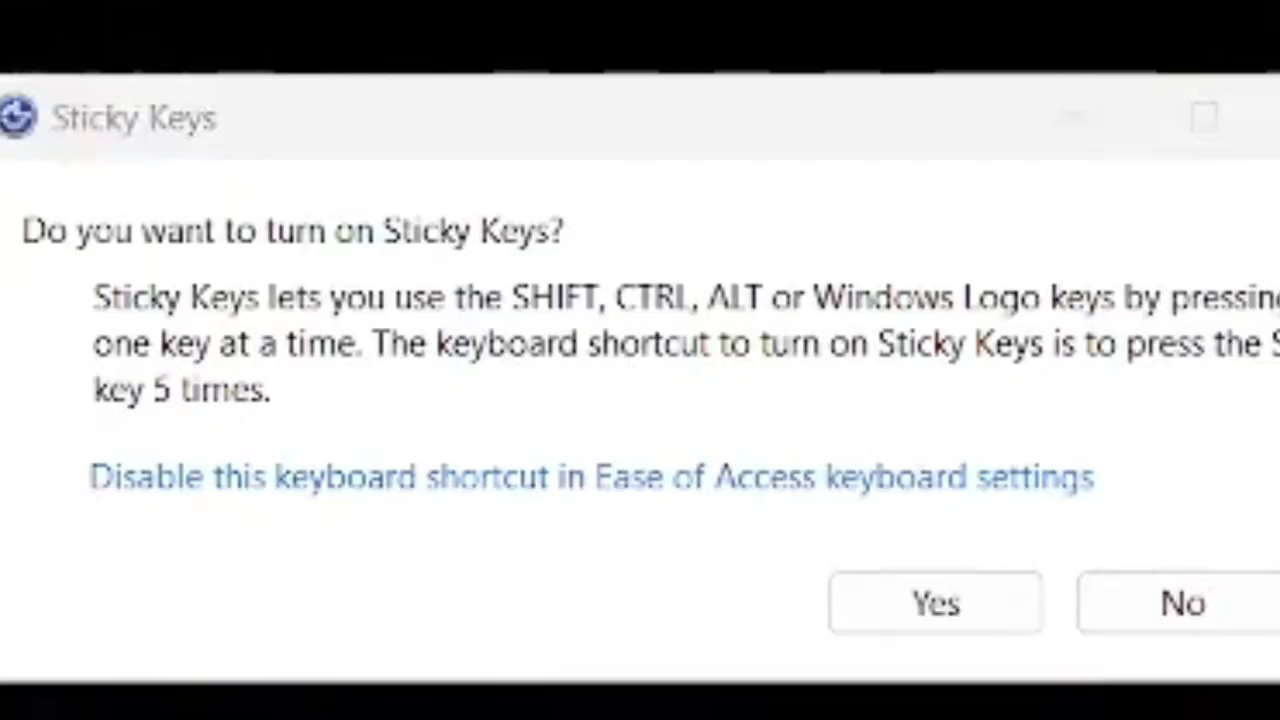 Sticky Keys
Do you want to turn on Sticky Keys?
Sticky Keys lets you use the SHIFT, CTRL, ALT or Windows Logo keys by pressing
one key at a time. The keyboard shortcut to turn on Sticky Keys is to press the
key 5 times.
Disable this keyboard shortcut in Ease of Access keyboard settings
Yes No